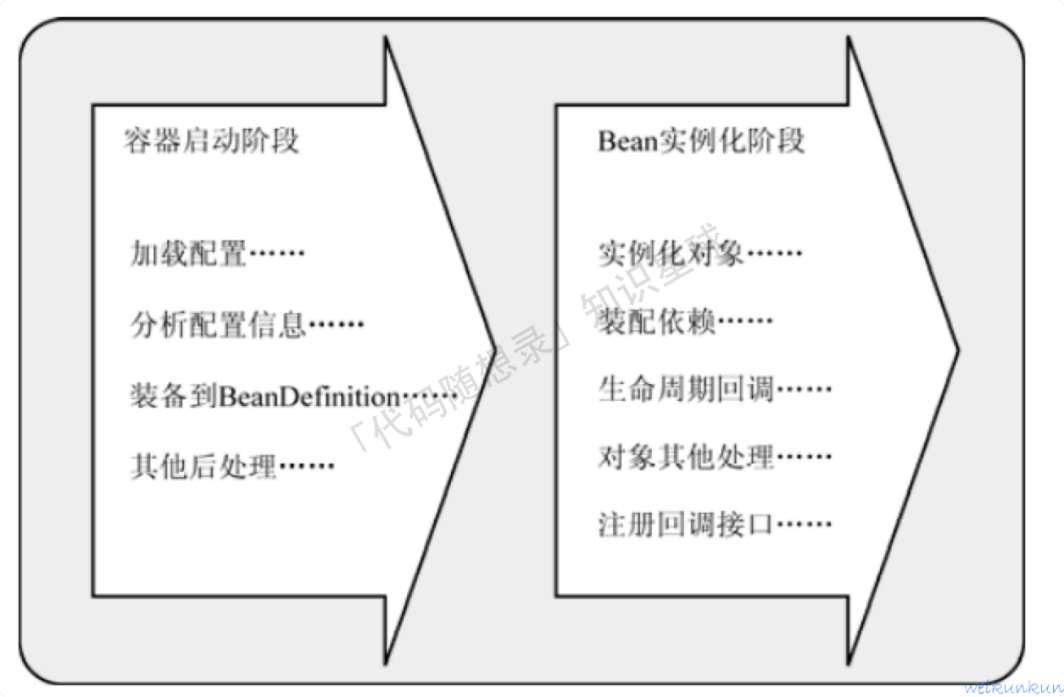 容器启动阶段
加载配置……
分析配置信息……
装备到BeanDefinition……
其他后处理……
Bean实例化阶段
实例化对象……
装配依赖……
生命周期回调……
对象其他处理……
注册回调接口……
「代码随想录」知识星球
weikunkun